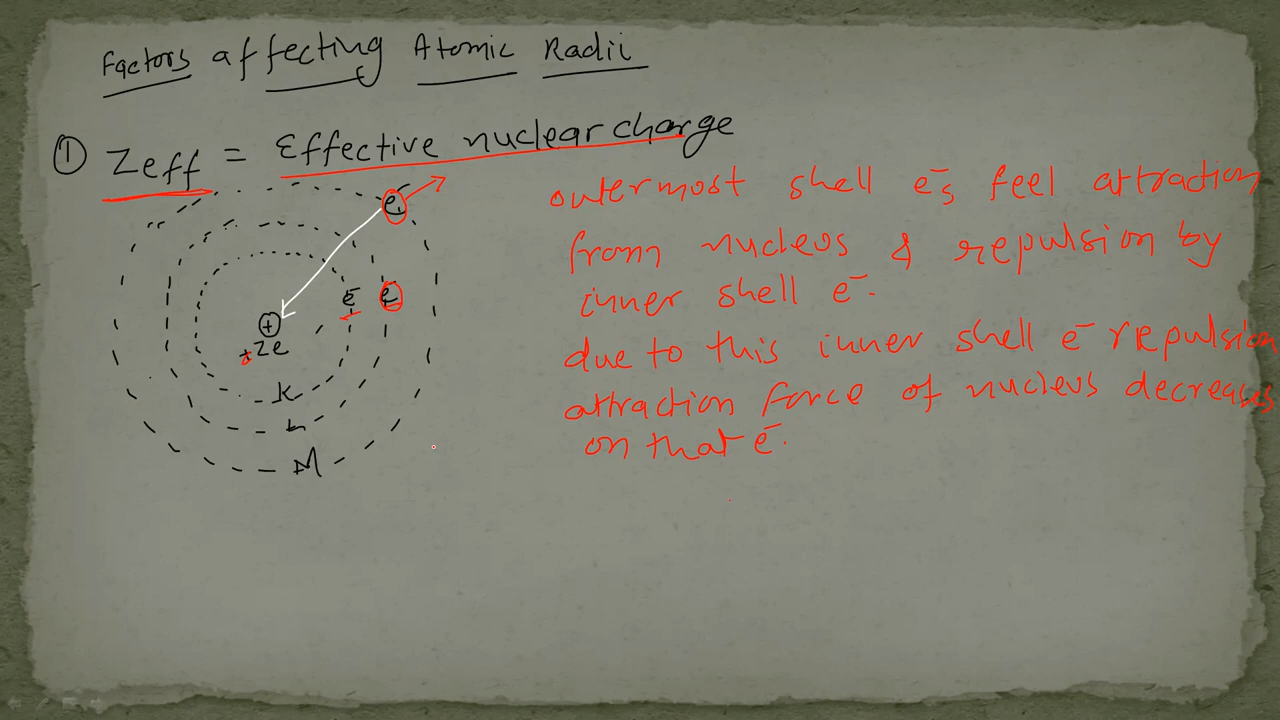 Factors affecting Atomic Radii
① Zeff = Effective nuclear charge
outermost shell e⁻s feel attraction
from nucleus & repulsion by
inner shell e⁻.
due to this inner shell e⁻ repulsion
attraction force of nucleus decreases
on that e⁻.
e⁻
e⁻ e
+
+Ze
K
L
M